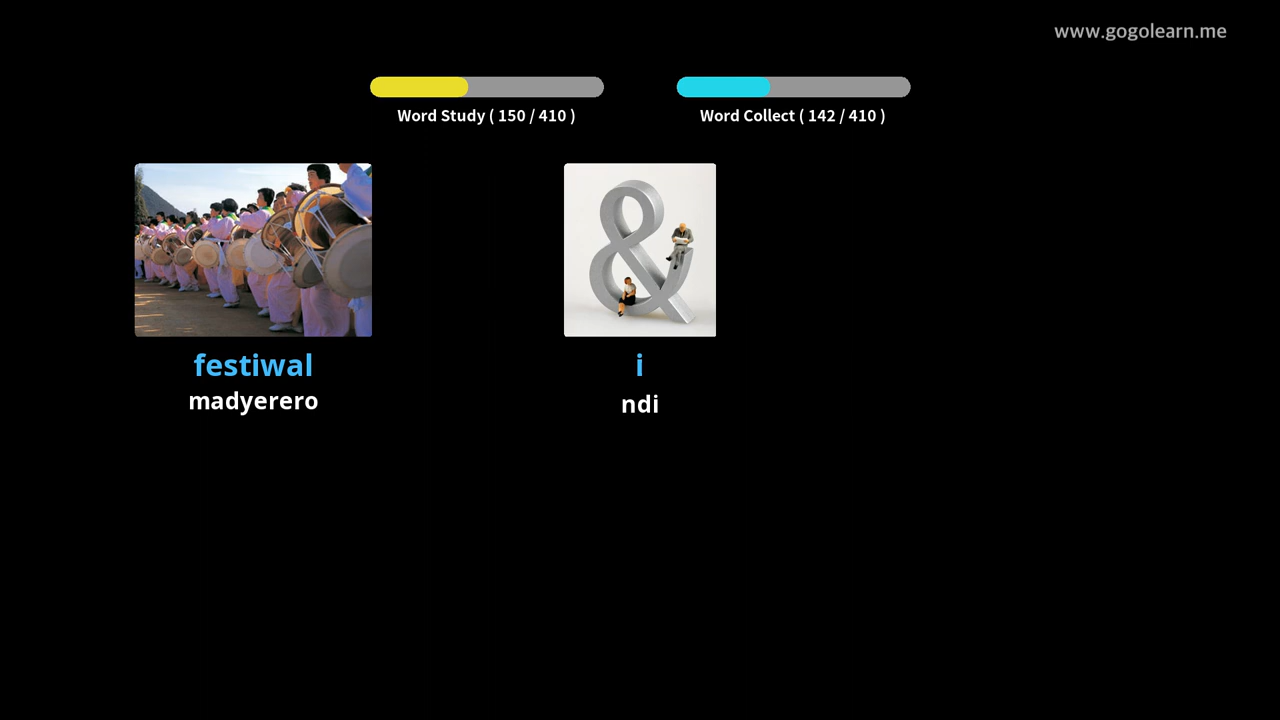 www.gogolearn.me
Word Study ( 150 / 410 )
Word Collect ( 142 / 410 )
&
festiwal
madyerero
i
ndi